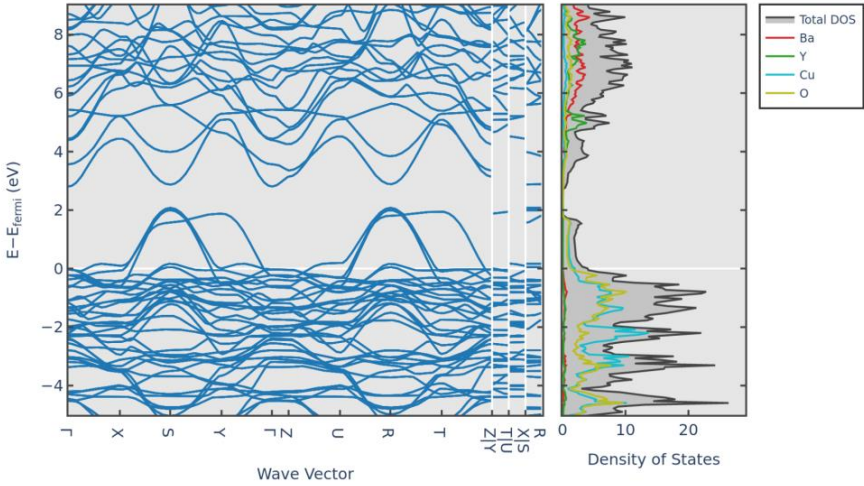 8
6
4
2
0
−2
−4
E−E_fermi (eV)
Γ X S Y Γ Z U R T Z|Y T|U X|S R
Wave Vector
0 10 20
Density of States
Total DOS
Ba
Y
Cu
O